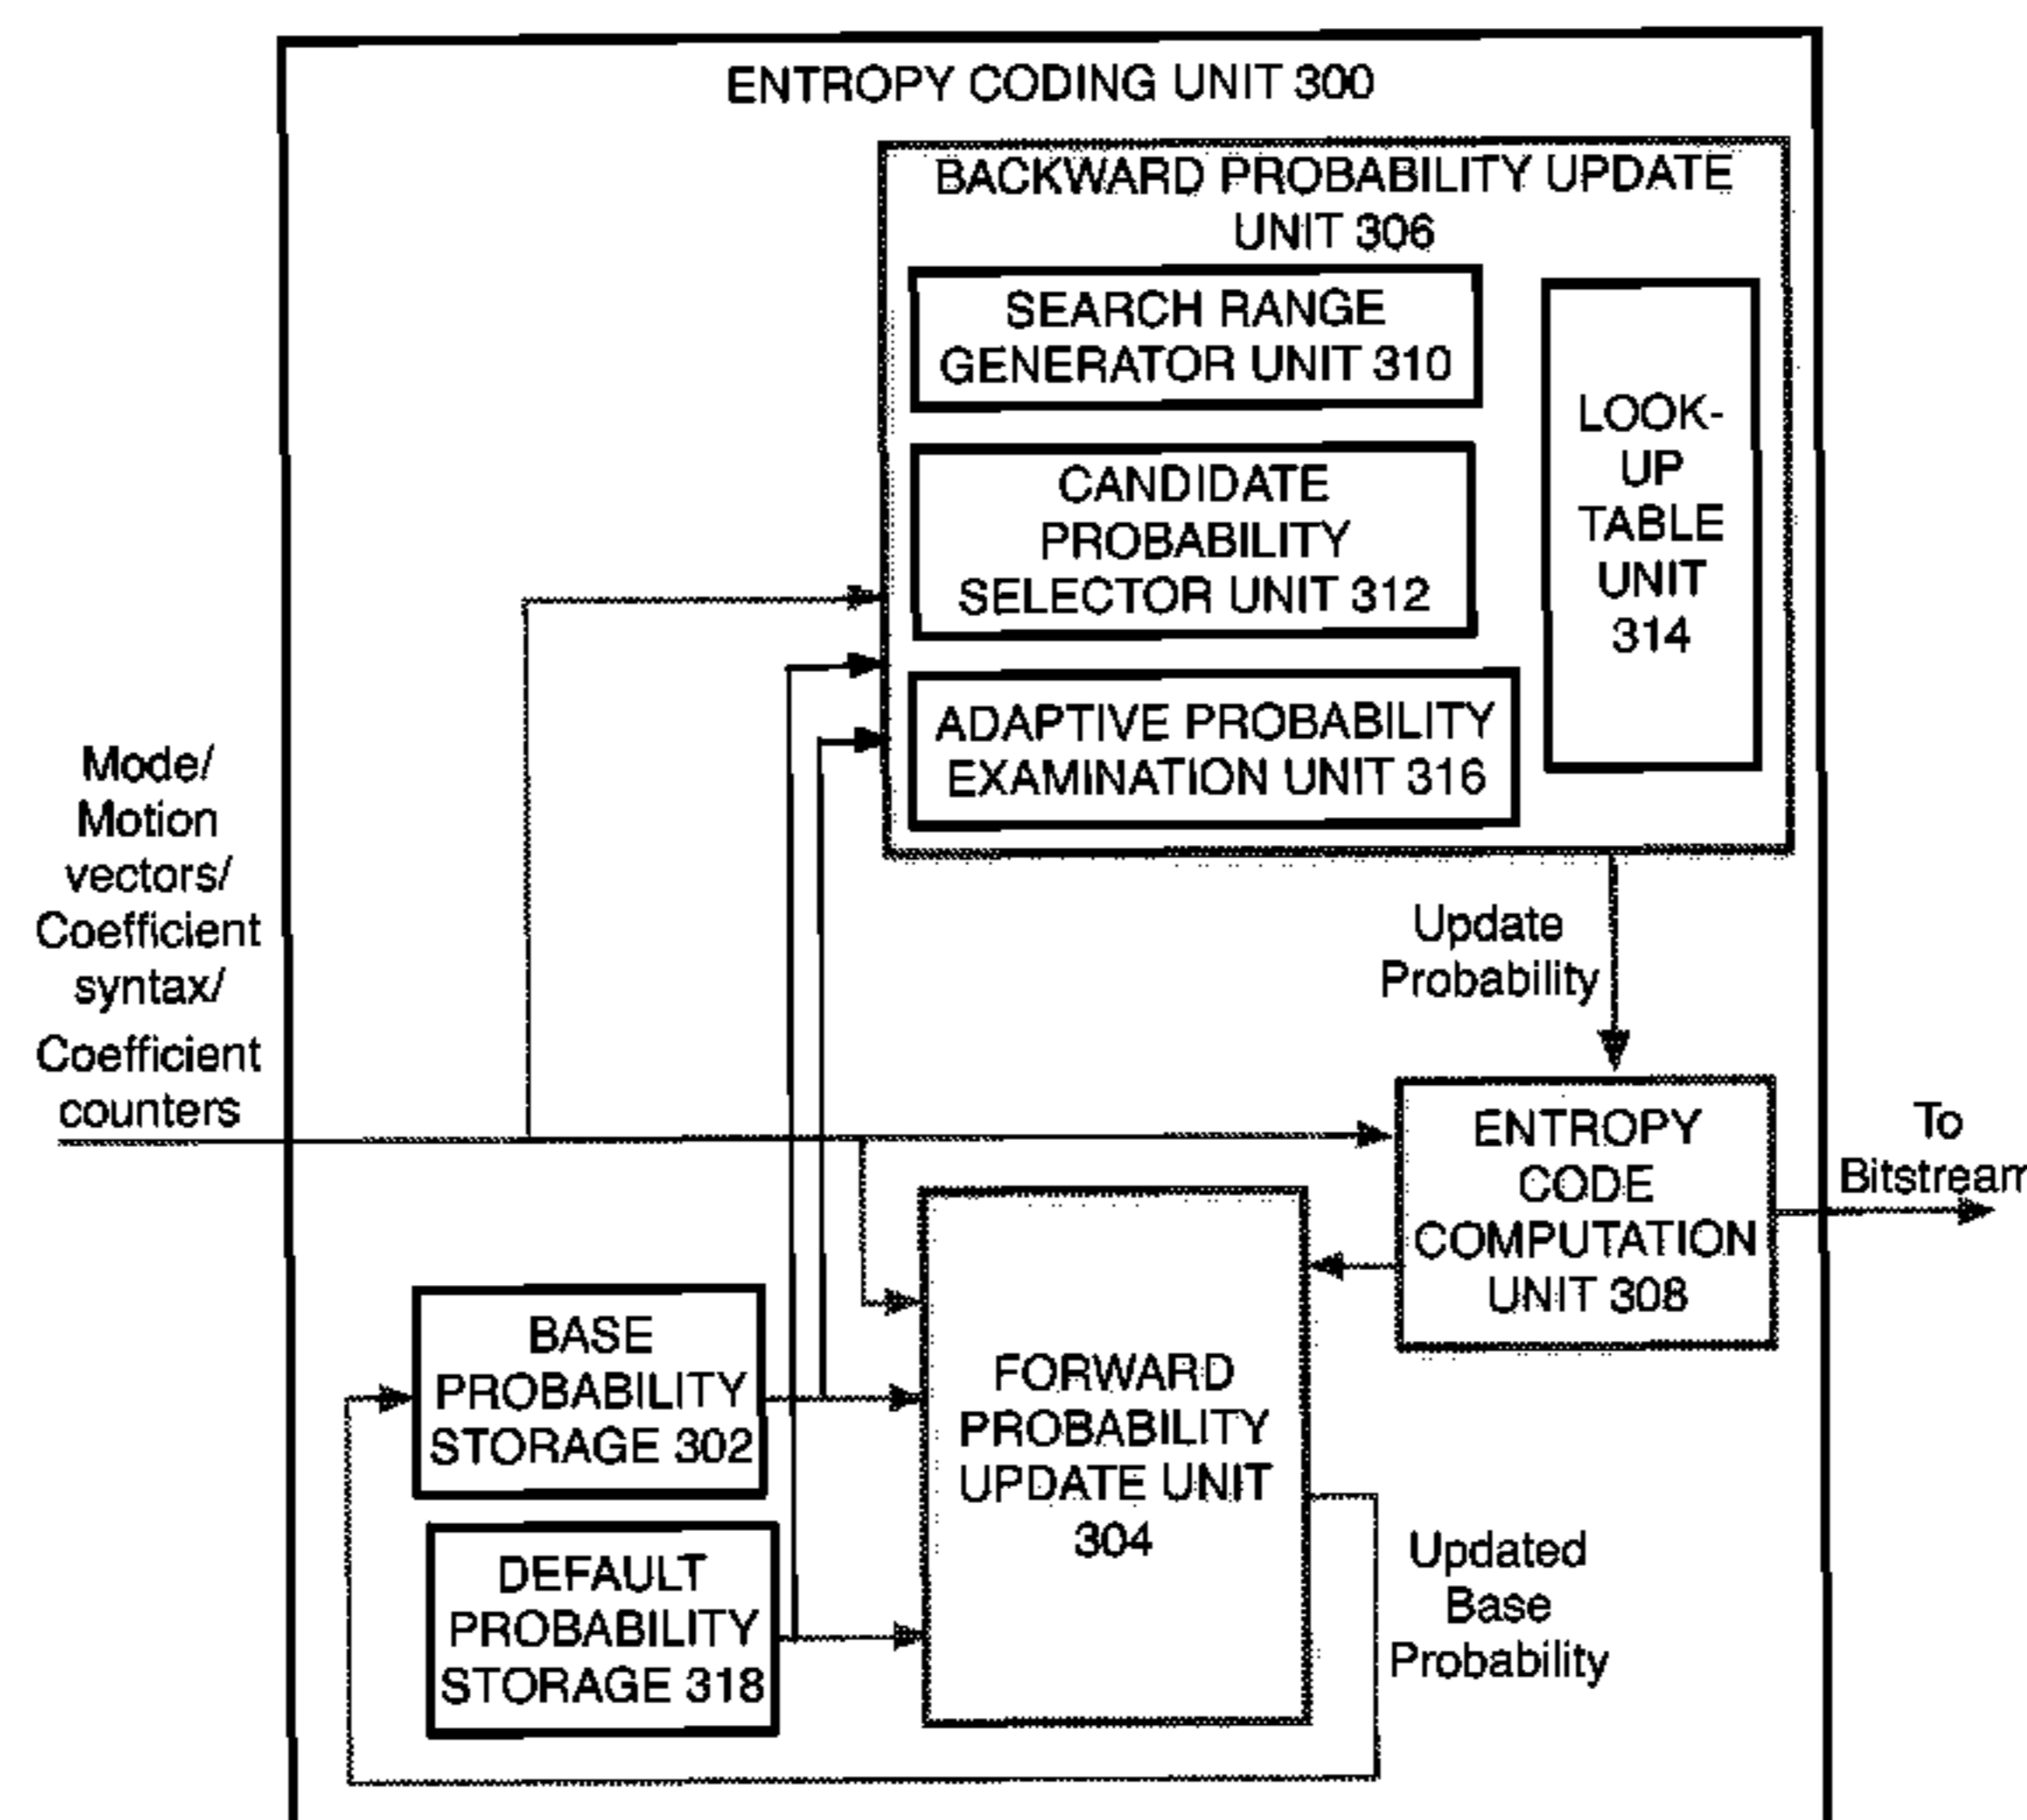 ENTROPY CODING UNIT 300
BACKWARD PROBABILITY UPDATE
UNIT 306
SEARCH RANGE
GENERATOR UNIT 310
CANDIDATE
PROBABILITY
SELECTOR UNIT 312
ADAPTIVE PROBABILITY
EXAMINATION UNIT 316
LOOK-
UP
TABLE
UNIT
314
Mode/
Motion
vectors/
Coefficient
syntax/
Coefficient
counters
Update
Probability
ENTROPY
CODE
COMPUTATION
UNIT 308
To
Bitstream
BASE
PROBABILITY
STORAGE 302
FORWARD
PROBABILITY
UPDATE UNIT
304
DEFAULT
PROBABILITY
STORAGE 318
Updated
Base
Probability